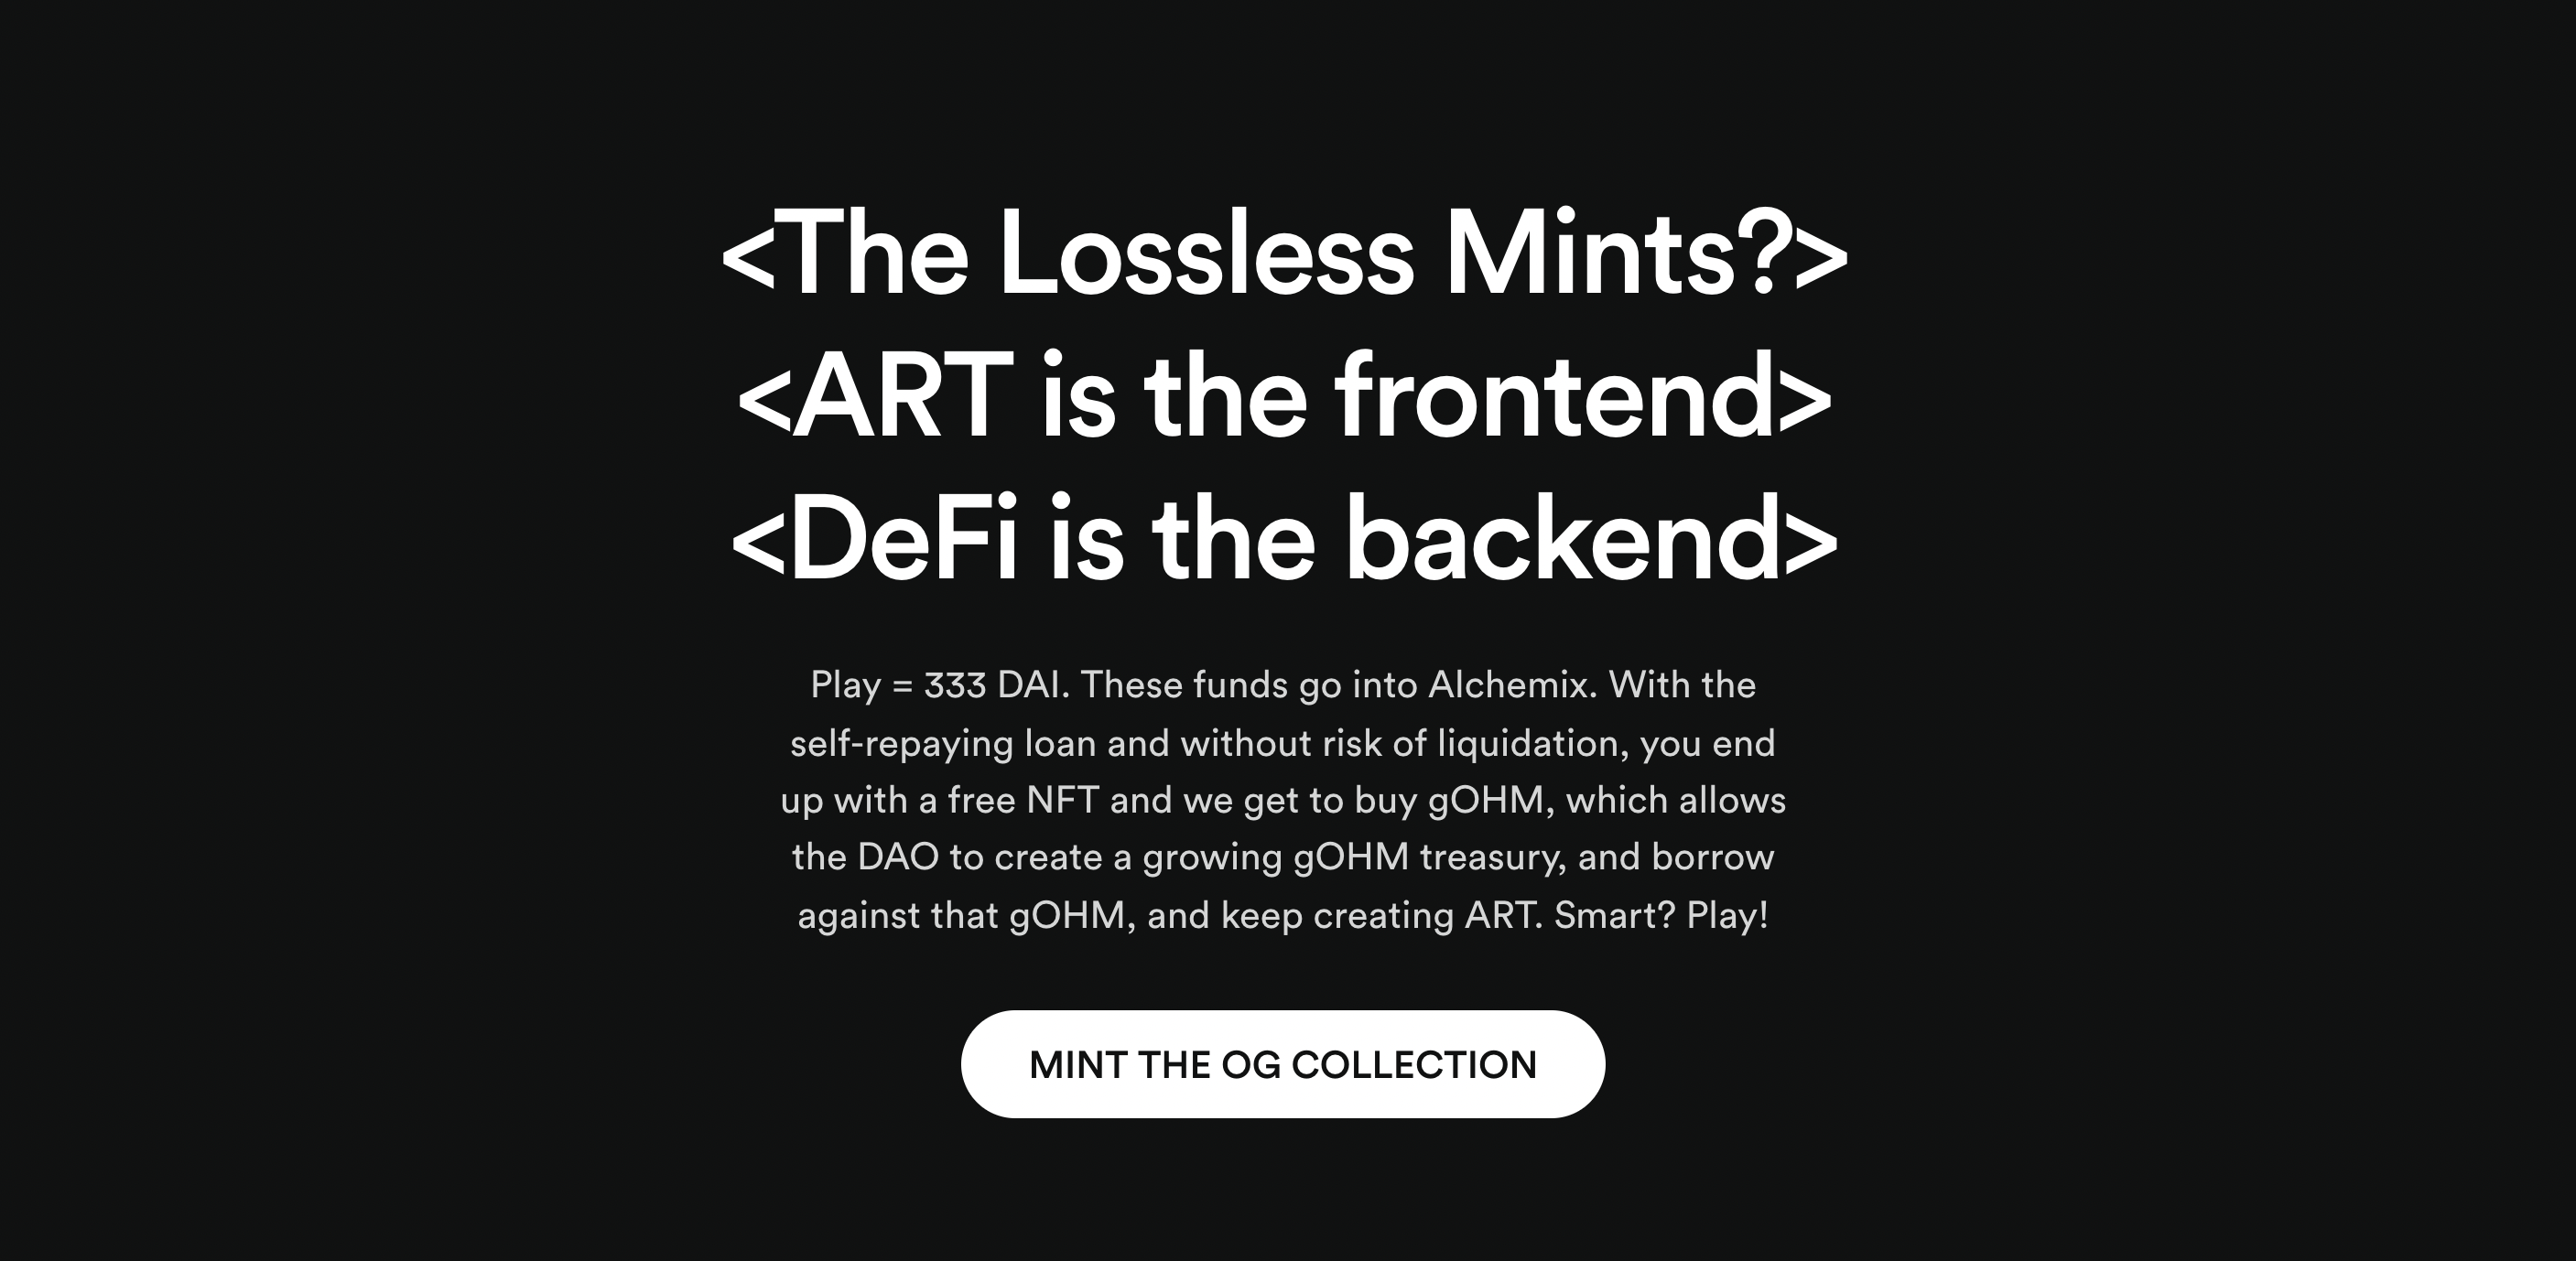 <The Lossless Mints?>
<ART is the frontend>
<DeFi is the backend>
Play = 333 DAI. These funds go into Alchemix. With the
self-repaying loan and without risk of liquidation, you end
up with a free NFT and we get to buy gOHM, which allows
the DAO to create a growing gOHM treasury, and borrow
against that gOHM, and keep creating ART. Smart? Play!
MINT THE OG COLLECTION